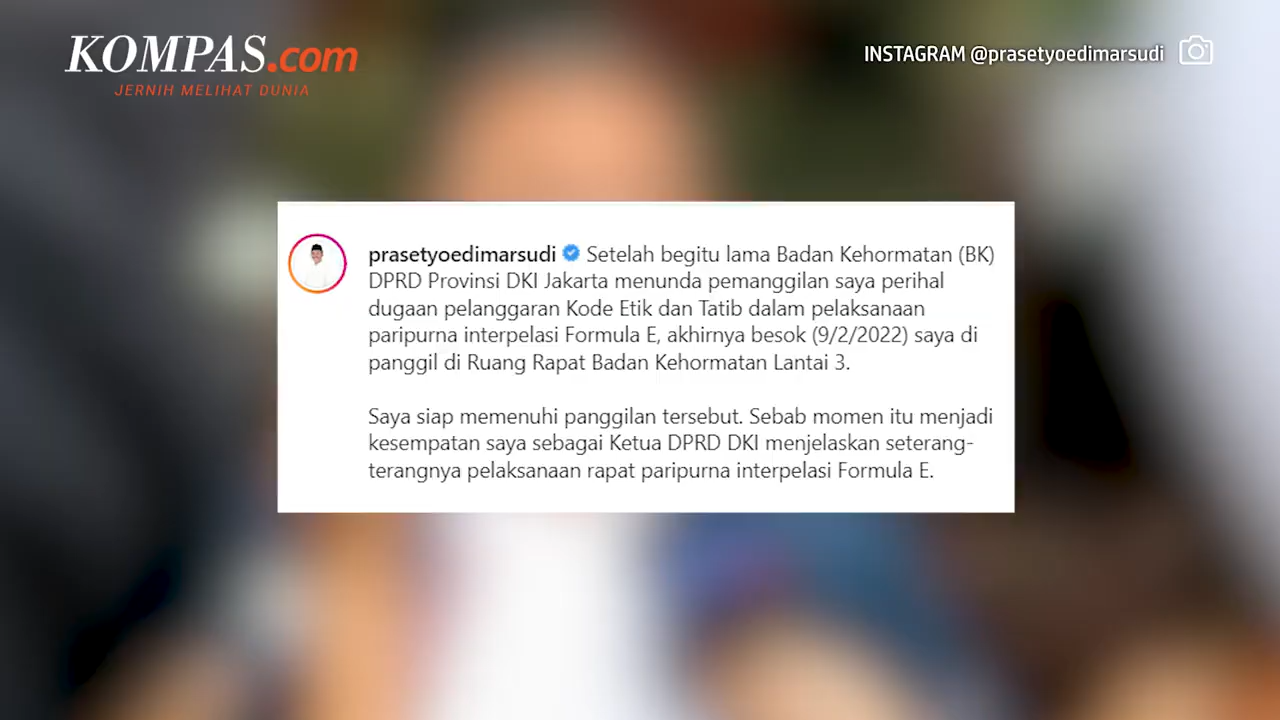 KOMPAS.com
JERNIH MELIHAT DUNIA
INSTAGRAM @prasetyoedimarsudi
prasetyoedimarsudi Setelah begitu lama Badan Kehormatan (BK)
DPRD Provinsi DKI Jakarta menunda pemanggilan saya perihal
dugaan pelanggaran Kode Etik dan Tatib dalam pelaksanaan
paripurna interpelasi Formula E, akhirnya besok (9/2/2022) saya di
panggil di Ruang Rapat Badan Kehormatan Lantai 3.
Saya siap memenuhi panggilan tersebut. Sebab momen itu menjadi
kesempatan saya sebagai Ketua DPRD DKI menjelaskan seterang-
terangnya pelaksanaan rapat paripurna interpelasi Formula E.